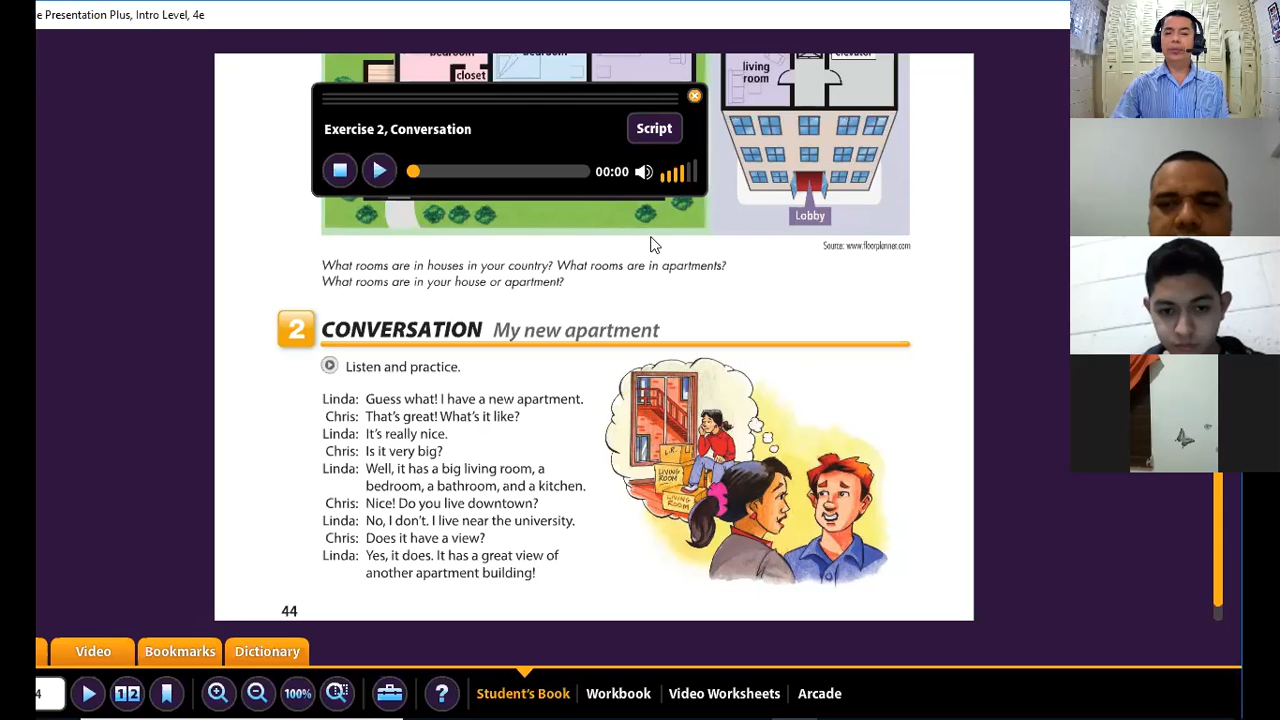 e Presentation Plus, Intro Level, 4e
closet
living
room
Exercise 2, Conversation
Script
00:00
Lobby
Source: www.floorplanner.com
What rooms are in houses in your country? What rooms are in apartments?
What rooms are in your house or apartment?
2 CONVERSATION My new apartment
Listen and practice.
Linda: Guess what! I have a new apartment.
Chris: That's great! What's it like?
Linda: It's really nice.
Chris: Is it very big?
Linda: Well, it has a big living room, a
bedroom, a bathroom, and a kitchen.
Chris: Nice! Do you live downtown?
Linda: No, I don't. I live near the university.
Chris: Does it have a view?
Linda: Yes, it does. It has a great view of
another apartment building!
L.R.
LIVING
ROOM
LIVING
ROOM
44
Video Bookmarks Dictionary
4 12 100% ? Student's Book Workbook Video Worksheets Arcade